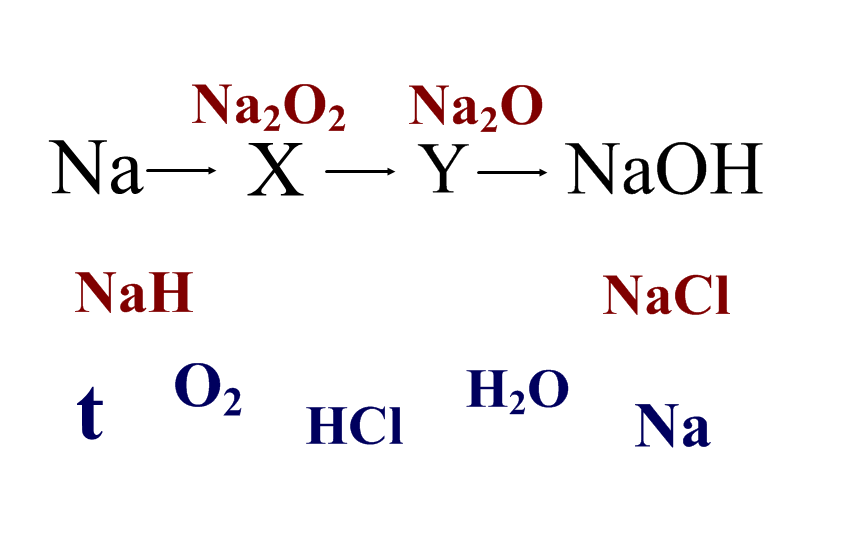 Na₂O₂ Na₂O
Na → X → Y → NaOH
NaH NaCl
t O₂ HCl H₂O Na